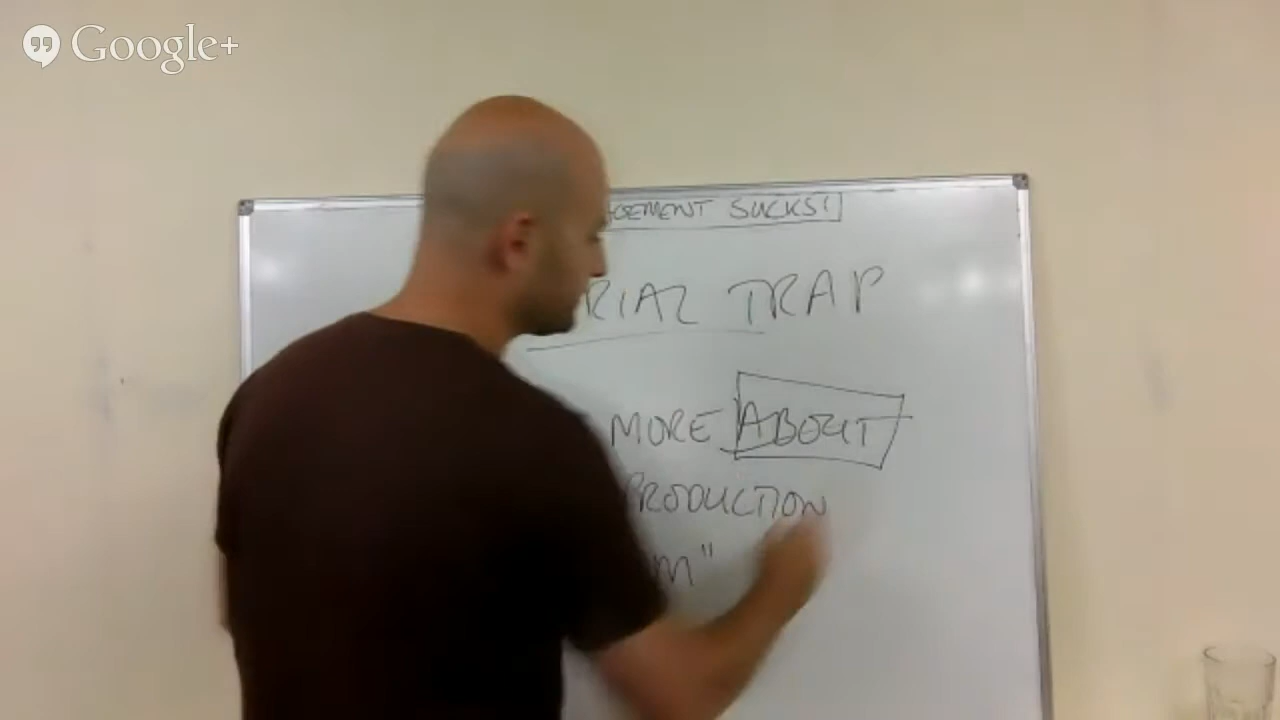 Google+
GEMENT SUCKS!
RIAL TRAP
MORE ABOUT
PRODUCTION
M"